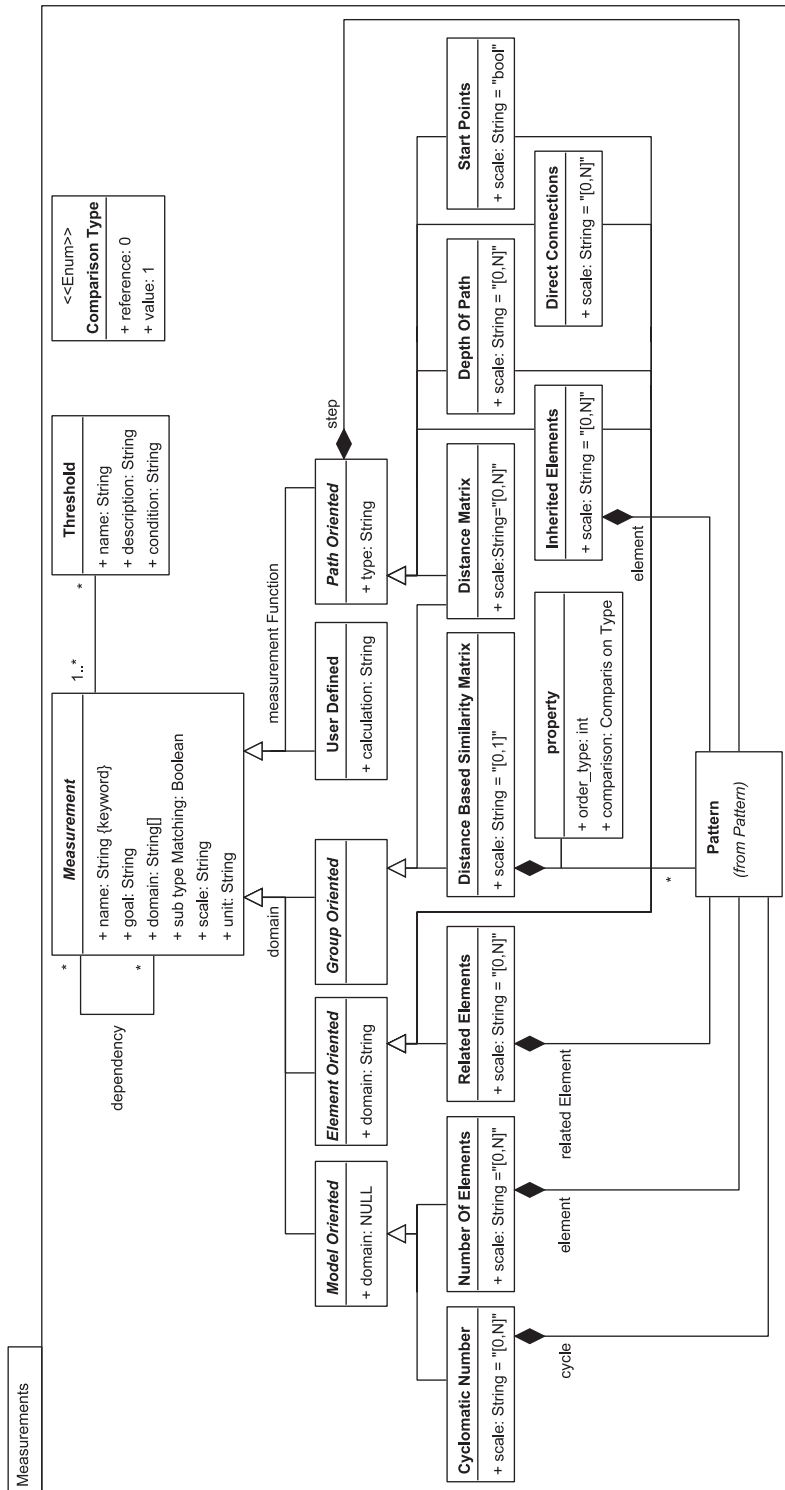 Measurements
dependency
*
*
Measurement
+ name: String {keyword}
+ goal: String
+ domain: String[]
+ sub type Matching: Boolean
+ scale: String
+ unit: String
1..*
*
Threshold
+ name: String
+ description: String
+ condition: String
<<Enum>>
Comparison Type
+ reference: 0
+ value: 1
domain
measurement Function
Model Oriented
+ domain: NULL
Element Oriented
+ domain: String
Group Oriented
User Defined
+ calculation: String
Path Oriented
+ type: String
step
Cyclomatic Number
+ scale: String = "[0,N]"
Number Of Elements
+ scale: String ="[0,N]"
Related Elements
+ scale: String = "[0,N]"
Distance Based Similarity Matrix
+ scale: String = "[0,1]"
Distance Matrix
+ scale:String="[0,N]"
Depth Of Path
+ scale: String = "[0,N]"
Start Points
+ scale: String = "bool"
Inherited Elements
+ scale: String = "[0,N]"
Direct Connections
+ scale: String = "[0,N]"
property
+ order_type: int
+ comparison: Comparis on Type
cycle
element
related Element
*
element
Pattern
(from Pattern)